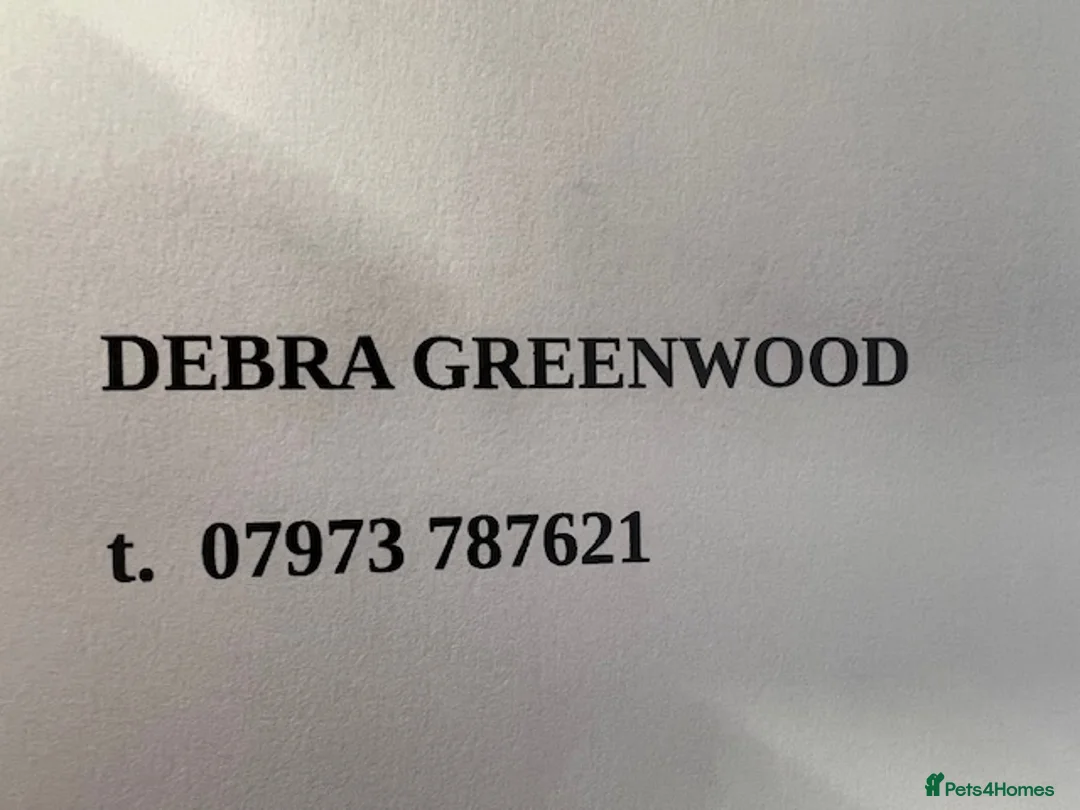 DEBRA GREENWOOD
t. 07973 787621
Pets4Homes